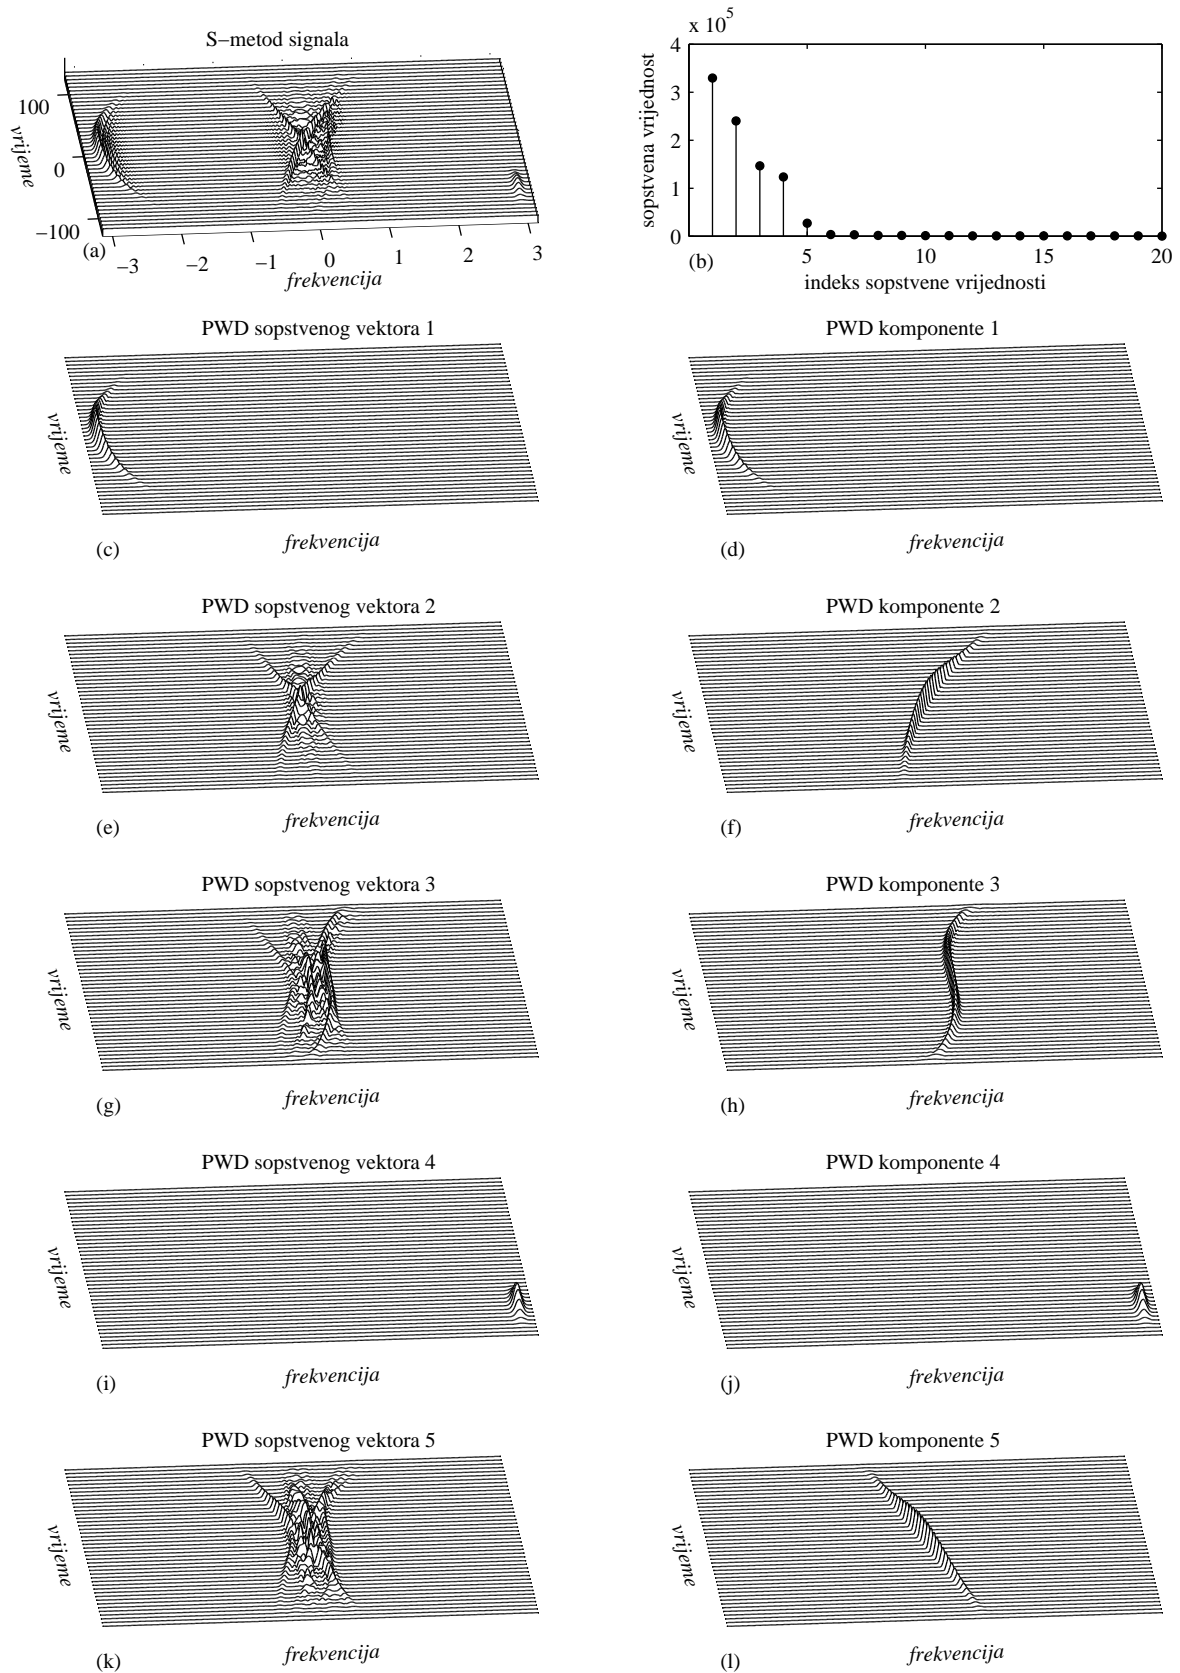 S−metod signala
100
0
−100
vrijeme
(a)
−3
−2
−1
0
1
2
3
frekvencija
x 10^5
4
3
2
1
0
sopstvena vrijednost
(b)
5
10
15
20
indeks sopstvene vrijednosti
PWD sopstvenog vektora 1
vrijeme
(c)
frekvencija
PWD komponente 1
vrijeme
(d)
frekvencija
PWD sopstvenog vektora 2
vrijeme
(e)
frekvencija
PWD komponente 2
vrijeme
(f)
frekvencija
PWD sopstvenog vektora 3
vrijeme
(g)
frekvencija
PWD komponente 3
vrijeme
(h)
frekvencija
PWD sopstvenog vektora 4
vrijeme
(i)
frekvencija
PWD komponente 4
vrijeme
(j)
frekvencija
PWD sopstvenog vektora 5
vrijeme
(k)
frekvencija
PWD komponente 5
vrijeme
(l)
frekvencija